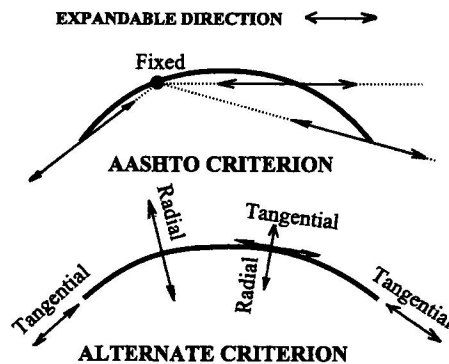 EXPANDABLE DIRECTION
Fixed
AASHTO CRITERION
Radial
Tangential
Radial
Tangential
Tangential
ALTERNATE CRITERION